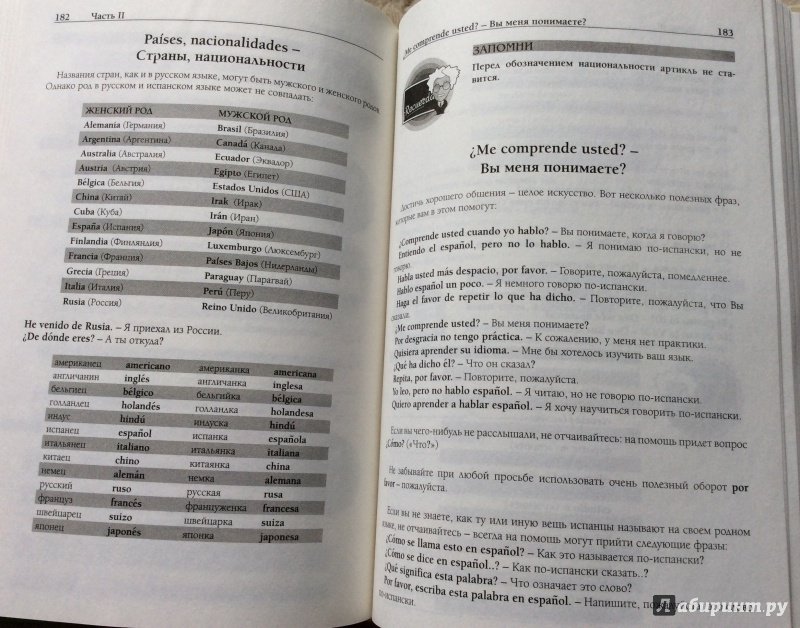 182 Часть II
Países, nacionalidades –
Страны, национальности
Названия стран, как и в русском языке, могут быть мужского и женского родов.
Однако род в русском и испанском языке может не совпадать:
ЖЕНСКИЙ РОД МУЖСКОЙ РОД
Alemania (Германия) Brasil (Бразилия)
Argentina (Аргентина) Canadá (Канада)
Australia (Австралия) Ecuador (Эквадор)
Austria (Австрия) Egipto (Египет)
Bélgica (Бельгия) Estados Unidos (США)
China (Китай) Irak (Ирак)
Cuba (Куба) Irán (Иран)
España (Испания) Japón (Япония)
Finlandia (Финляндия) Luxemburgo (Люксембург)
Francia (Франция) Países Bajos (Нидерланды)
Grecia (Греция) Paraguay (Парагвай)
Italia (Италия) Perú (Перу)
Rusia (Россия) Reino Unido (Великобритания)
He venido de Rusia. – Я приехал из России.
¿De dónde eres? – А ты откуда?
американец americano американка americana
англичанин inglés англичанка inglesa
бельгиец bélgico бельгийка bélgica
голландец holandés голландка holandesa
индус hindú индуска hindú
испанец español испанка española
итальянец italiano итальянка italiana
китаец chino китаянка china
немец alemán немка alemana
русский ruso русская rusa
француз francés француженка francesa
швейцарец suizo швейцарка suiza
японец japonés японка japonesa
¿Me comprende usted? – Вы меня понимаете? 183
ЗАПОМНИ
Recuerda
Перед обозначением национальности артикль не ста-
вится.
¿Me comprende usted? –
Вы меня понимаете?
Достичь хорошего общения – целое искусство. Вот несколько полезных фраз,
которые вам в этом помогут:
¿Comprende usted cuando yo hablo? – Вы понимаете, когда я говорю?
Entiendo el español, pero no lo hablo. – Я понимаю по-испански, но не
говорю.
Habla usted más despacio, por favor. – Говорите, пожалуйста, помедленнее.
Hablo español un poco. – Я немного говорю по-испански.
Haga el favor de repetir lo que ha dicho. – Повторите, пожалуйста, что Вы
сказали.
¿Me comprende usted? – Вы меня понимаете?
Por desgracia no tengo práctica. – К сожалению, у меня нет практики.
Quisiera aprender su idioma. – Мне бы хотелось изучить ваш язык.
¿Qué ha dicho él? – Что он сказал?
Repita, por favor. – Повторите, пожалуйста.
Yo leo, pero no hablo español. – Я читаю, но не говорю по-испански.
Quiero aprender a hablar español. – Я хочу научиться говорить по-испански.
Если вы чего-нибудь не расслышали, не отчаивайтесь: на помощь придет вопрос
¿Cómo? («Что?»)
Не забывайте при любой просьбе использовать очень полезный оборот por
favor – пожалуйста.
Если вы не знаете, как ту или иную вещь испанцы называют на своем родном
языке, не отчаивайтесь – всегда на помощь могут прийти следующие фразы:
¿Cómo se llama esto en español? – Как это называется по-испански?
¿Cómo se dice en español..? – Как по-испански сказать..?
¿Qué significa esta palabra? – Что означает это слово?
Por favor, escriba esta palabra en español. – Напишите,
по-испански.
Лабиринт.ру